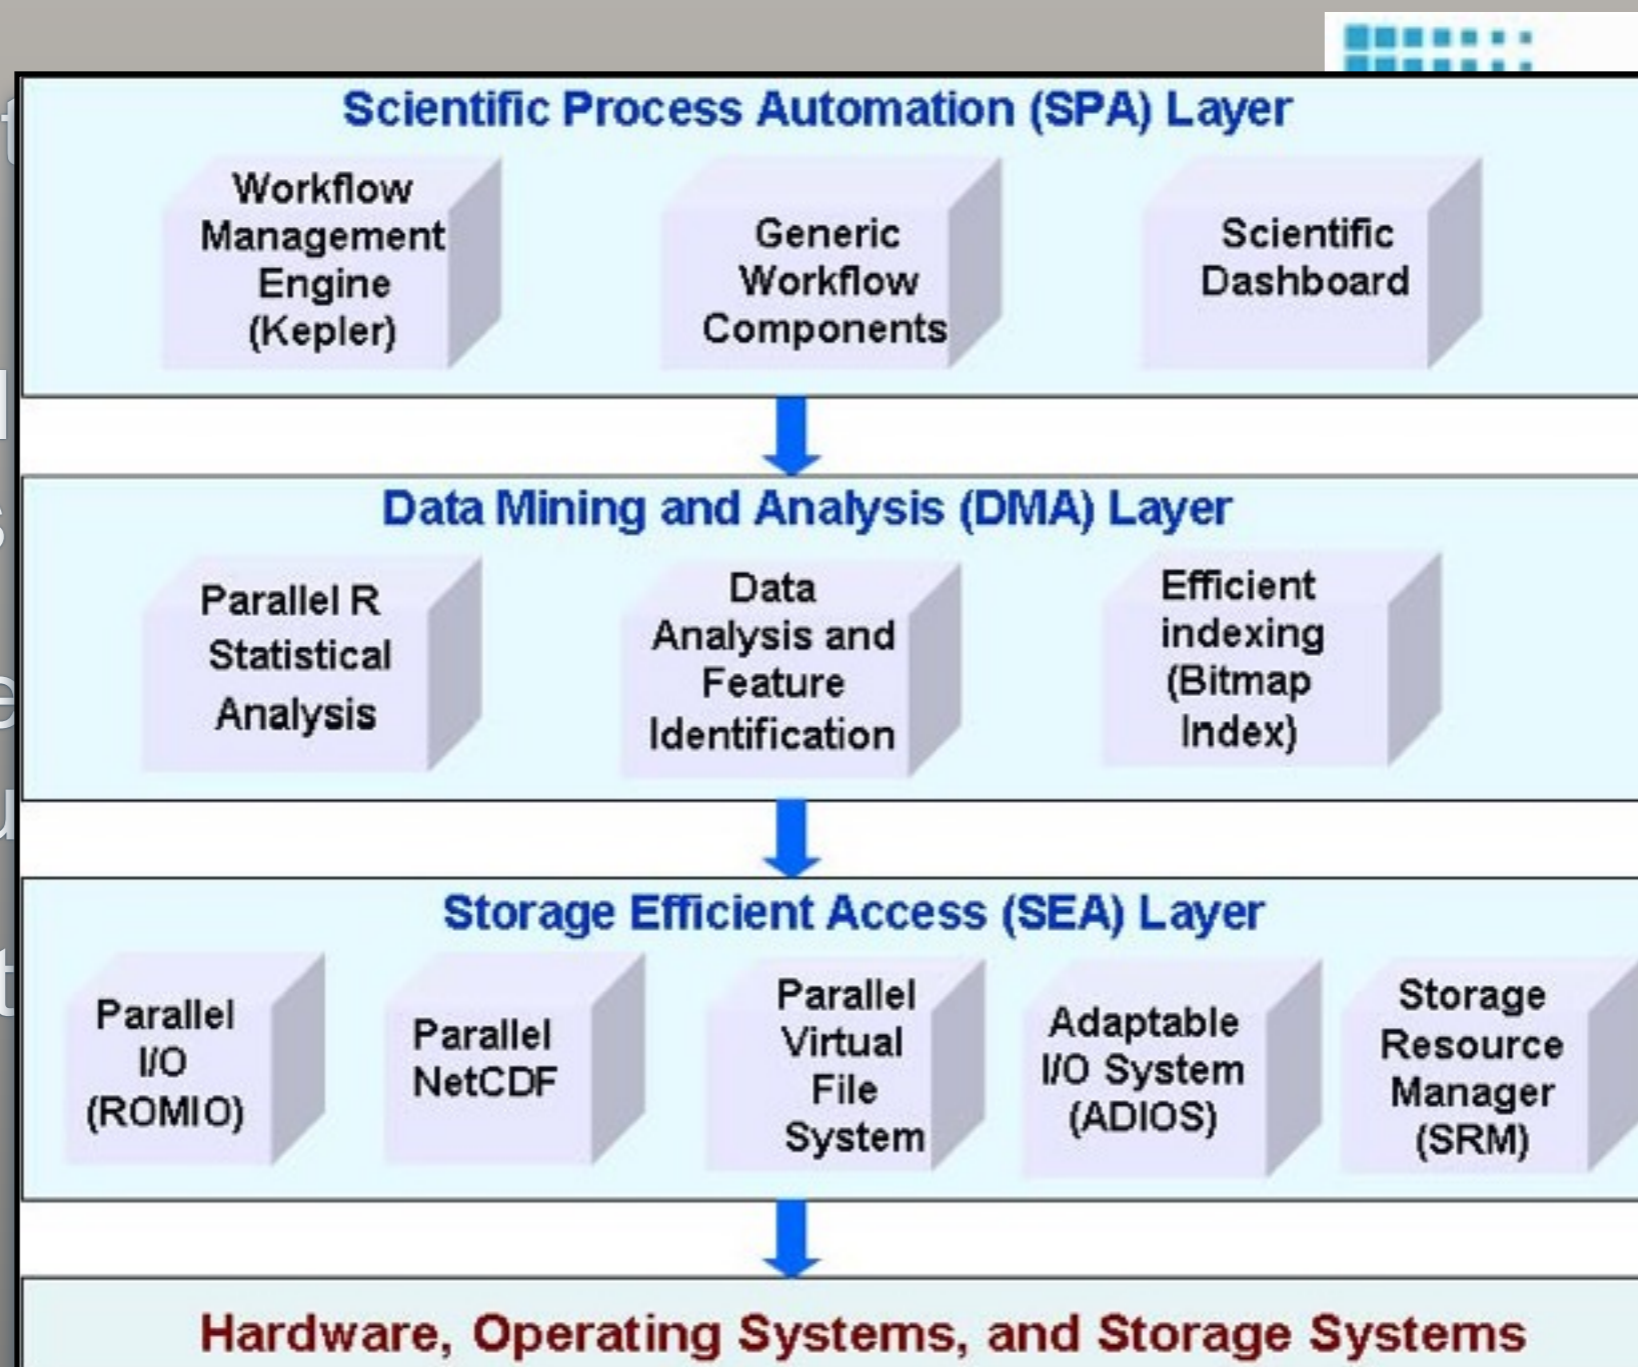 Scientific Process Automation (SPA) Layer
Workflow
Management
Engine
(Kepler)
Generic
Workflow
Components
Scientific
Dashboard
Data Mining and Analysis (DMA) Layer
Parallel R
Statistical
Analysis
Data
Analysis and
Feature
Identification
Efficient
indexing
(Bitmap
Index)
Storage Efficient Access (SEA) Layer
Parallel
I/O
(ROMIO)
Parallel
NetCDF
Parallel
Virtual
File
System
Adaptable
I/O System
(ADIOS)
Storage
Resource
Manager
(SRM)
Hardware, Operating Systems, and Storage Systems